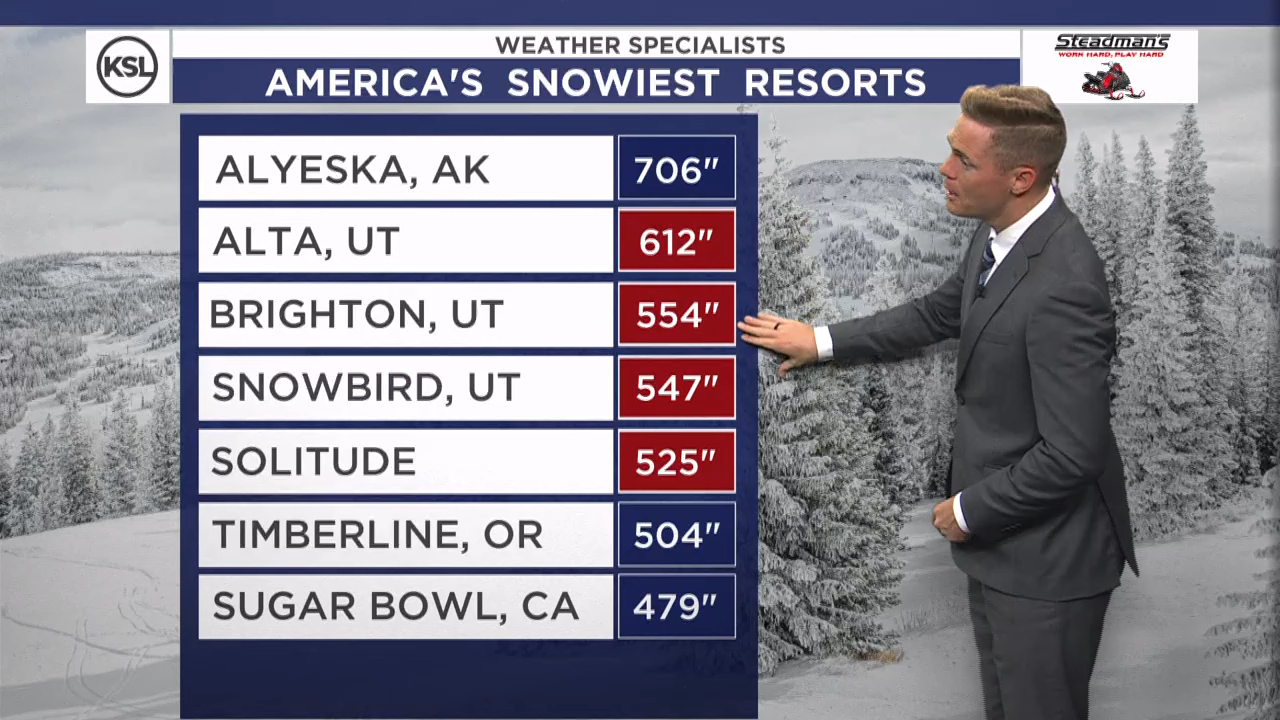 KSL
WEATHER SPECIALISTS
AMERICA'S SNOWIEST RESORTS
Steadman's
WORK HARD, PLAY HARD
ALYESKA, AK 706"
ALTA, UT 612"
BRIGHTON, UT 554"
SNOWBIRD, UT 547"
SOLITUDE 525"
TIMBERLINE, OR 504"
SUGAR BOWL, CA 479"